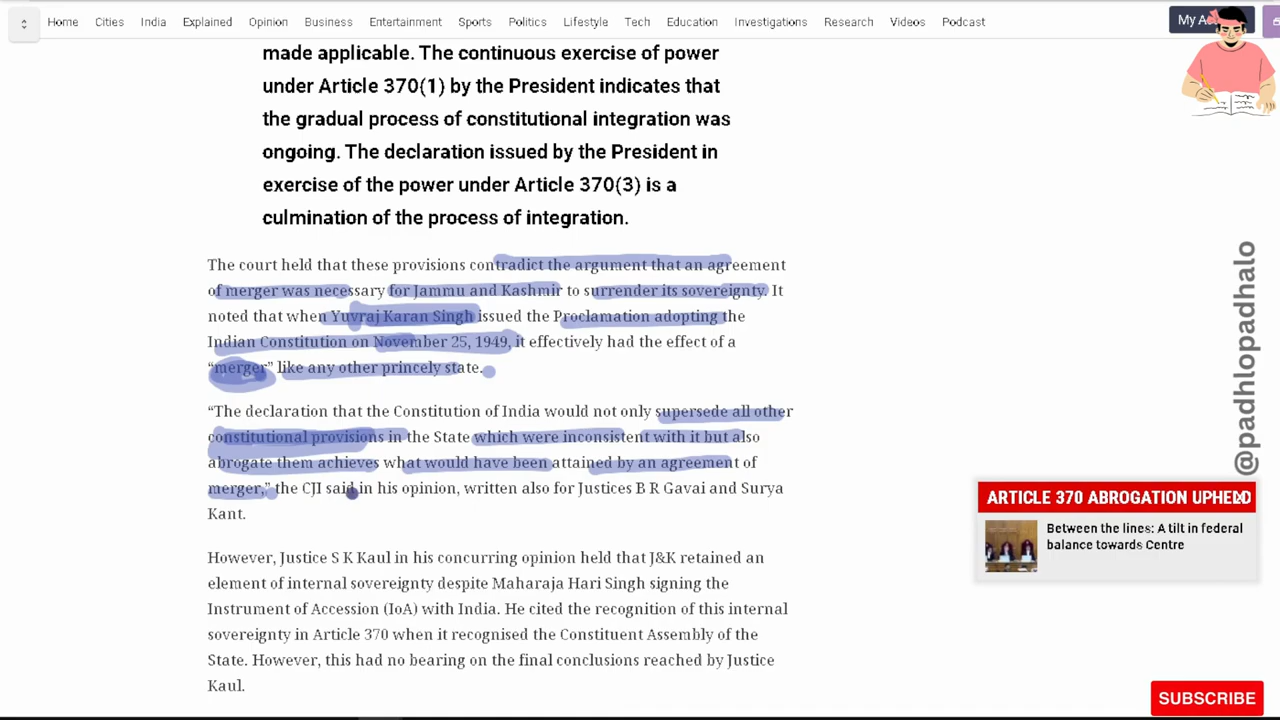 Home Cities India Explained Opinion Business Entertainment Sports Politics Lifestyle Tech Education Investigations Research Videos Podcast
My A
made applicable. The continuous exercise of power
under Article 370(1) by the President indicates that
the gradual process of constitutional integration was
ongoing. The declaration issued by the President in
exercise of the power under Article 370(3) is a
culmination of the process of integration.
The court held that these provisions contradict the argument that an agreement
of merger was necessary for Jammu and Kashmir to surrender its sovereignty. It
noted that when Yuvraj Karan Singh issued the Proclamation adopting the
Indian Constitution on November 25, 1949, it effectively had the effect of a
“merger” like any other princely state.
“The declaration that the Constitution of India would not only supersede all other
constitutional provisions in the State which were inconsistent with it but also
abrogate them achieves what would have been attained by an agreement of
merger,” the CJI said in his opinion, written also for Justices B R Gavai and Surya
Kant.
However, Justice S K Kaul in his concurring opinion held that J&K retained an
element of internal sovereignty despite Maharaja Hari Singh signing the
Instrument of Accession (IoA) with India. He cited the recognition of this internal
sovereignty in Article 370 when it recognised the Constituent Assembly of the
State. However, this had no bearing on the final conclusions reached by Justice
Kaul.
@padhlopadhalo
ARTICLE 370 ABROGATION UPHELD
Between the lines: A tilt in federal
balance towards Centre
SUBSCRIBE